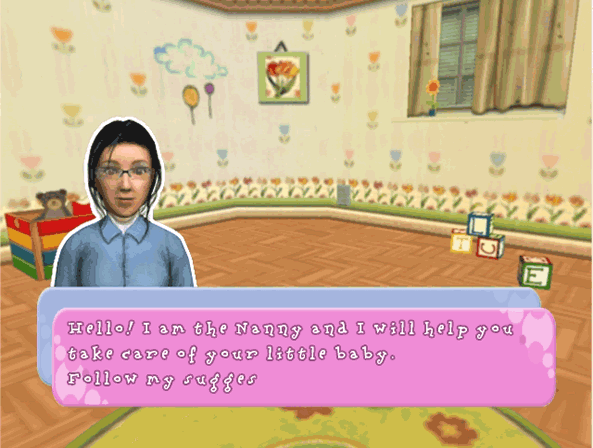 Hello! I am the Nanny and I will help you
take care of your little baby.
Follow my sugges
T
E